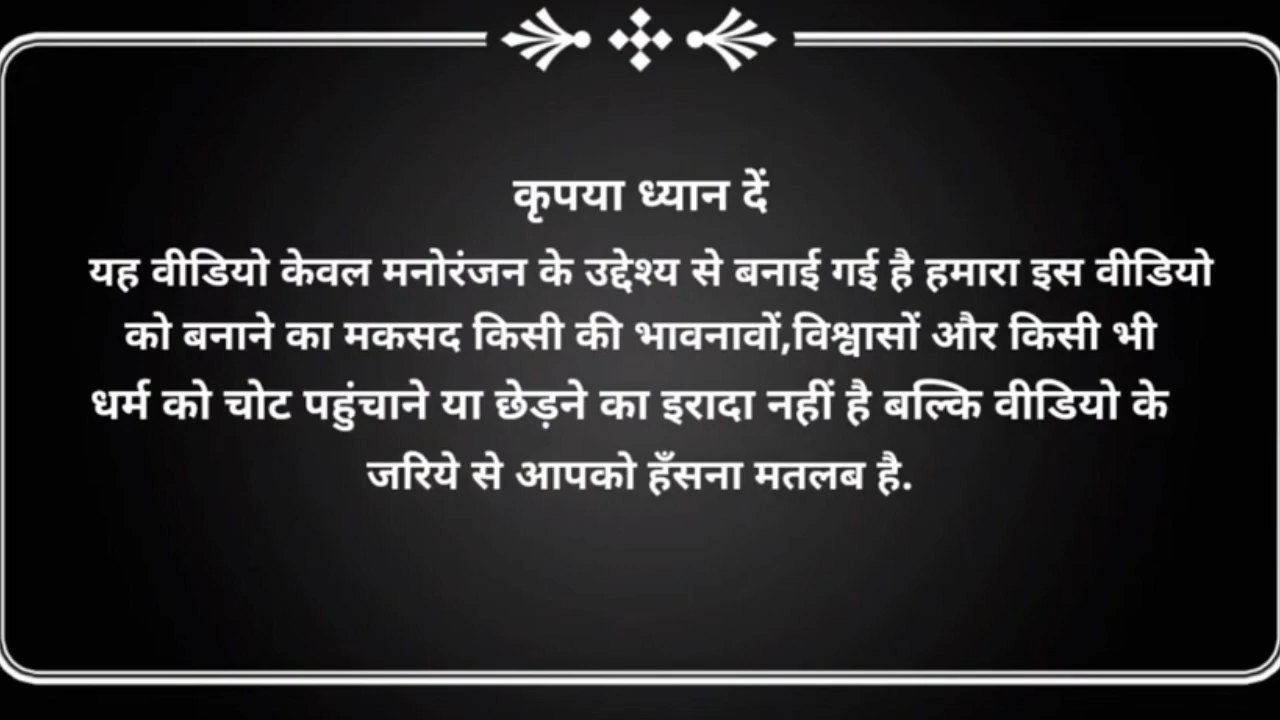 कृपया ध्यान दें
यह वीडियो केवल मनोरंजन के उद्देश्य से बनाई गई है हमारा इस वीडियो
को बनाने का मकसद किसी की भावनावों,विश्वासों और किसी भी
धर्म को चोट पहुंचाने या छेड़ने का इरादा नहीं है बल्कि वीडियो के
जरिये से आपको हँसना मतलब है.